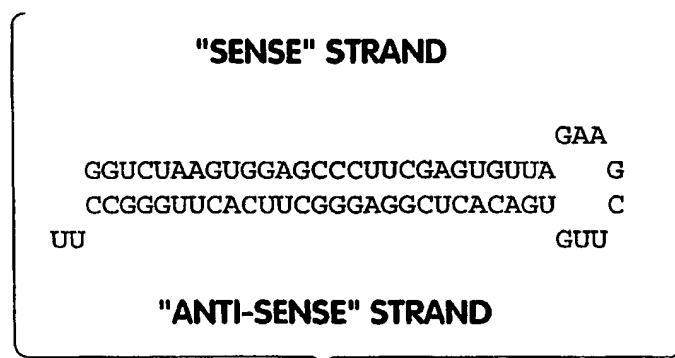 "SENSE" STRAND
GAA
GGUCUAAGUGGAGCCCUUCGAGUGUUA G
CCGGGUUCACUUCGGGAGGCUCACAGU C
UU GUU
"ANTI-SENSE" STRAND